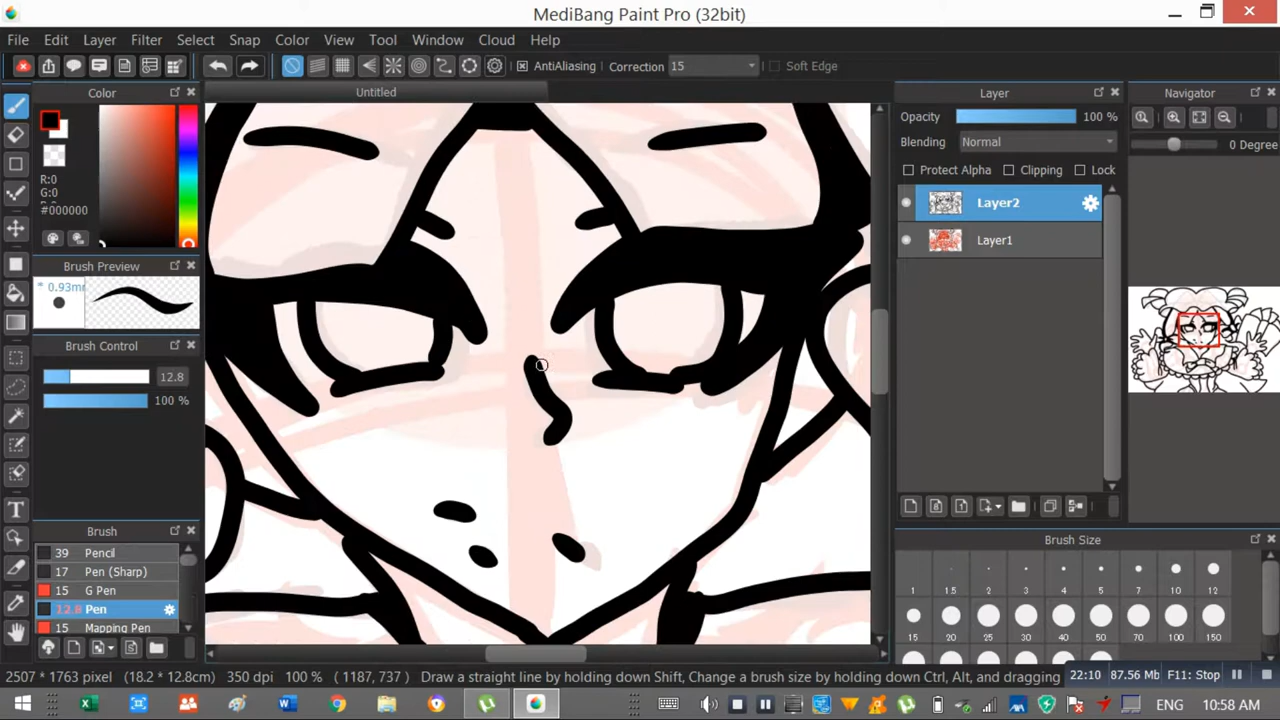 MediBang Paint Pro (32bit)
File Edit Layer Filter Select Snap Color View Tool Window Cloud Help
AntiAliasing Correction 15 Soft Edge
Color
Untitled
Layer
Navigator
Opacity 100 %
Blending Normal
0 Degree
Protect Alpha Clipping Lock
R:0
G:0
#000000
Layer2
Layer1
Brush Preview
* 0.93m
Brush Control
12.8
100 %
Brush
39 Pencil
17 Pen (Sharp)
15 G Pen
12.8 Pen
15 Mapping Pen
Brush Size
1 1.5 2 3 4 5 7 10 12
15 20 25 30 40 50 70 100 150
2507 * 1763 pixel (18.2 * 12.8cm) 350 dpi 100 % (1187, 737) Draw a straight line by holding down Shift, Change a brush size by holding down Ctrl, Alt, and dragging
22:10 87.56 MB F11: Stop
ENG 10:58 AM